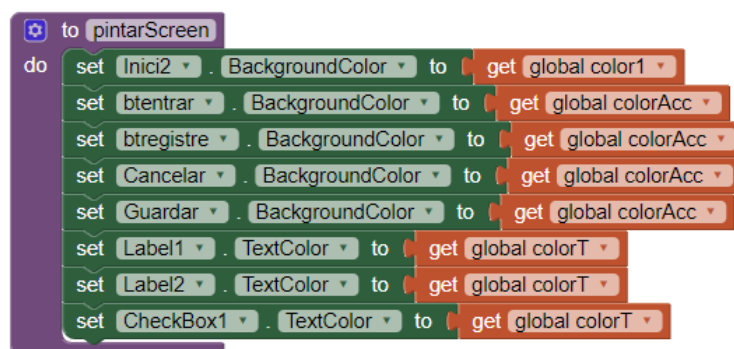 to pintarScreen
do set Inici2 . BackgroundColor to get global color1
set btentrar . BackgroundColor to get global colorAcc
set btregistre . BackgroundColor to get global colorAcc
set Cancelar . BackgroundColor to get global colorAcc
set Guardar . BackgroundColor to get global colorAcc
set Label1 . TextColor to get global colorT
set Label2 . TextColor to get global colorT
set CheckBox1 . TextColor to get global colorT